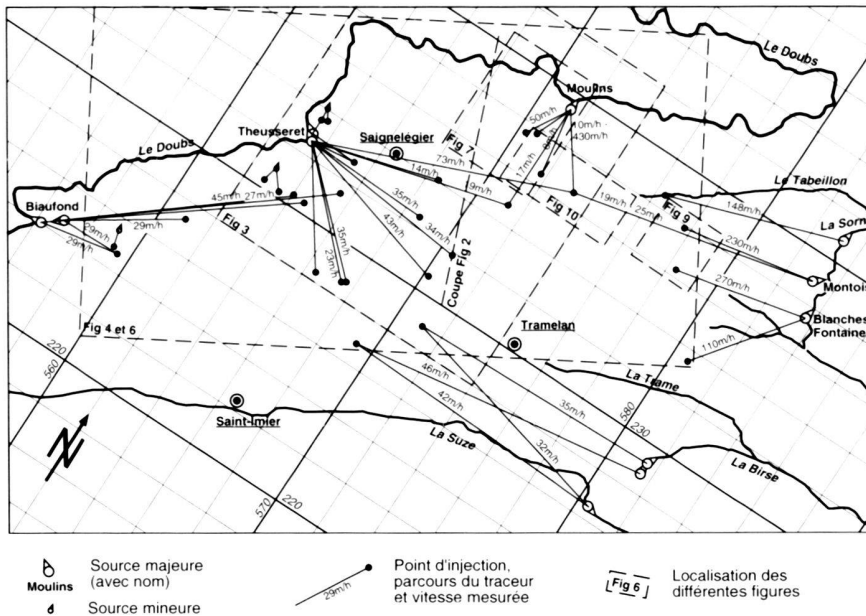 Le Doubs
Moulins
50m/h
10m/h
430m/h
Theusseret
Saignelégier
Fig 7
Le Doubs
73m/h
17m/h
14m/h
9m/h
Le Tabeillon
Biaufond
45m/h
27m/h
19m/h
25m/h
Fig 9
148m/h
35m/h
Fig 10
La Sorn
29m/h
29m/h
29m/h
Fig 3
43m/h
34m/h
35m/h
23m/h
230m/h
270m/h
Montois
Coupe Fig 2
Blanches
Fontaine
Fig 4 et 6
Tramelan
110m/h
220
560
46m/h
35m/h
La Trame
42m/h
580
230
Saint-Imier
La Suze
32m/h
La Birse
N
570
220
Source majeure
(avec nom)
Moulins
Source mineure
Point d'injection,
parcours du traceur
et vitesse mesurée
29m/h
Fig 6
Localisation des
différentes figures